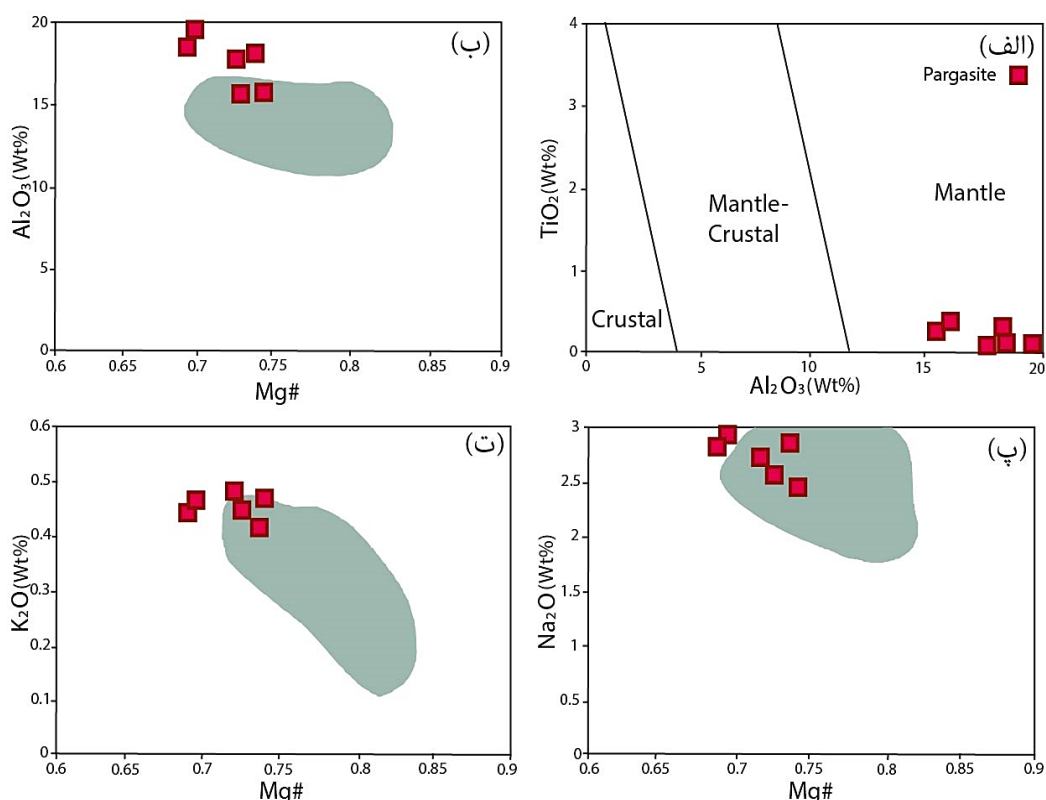 (ب)
20
15
10
5
0
Al₂O₃(Wt%)
0.6 0.65 0.7 0.75 0.8 0.85 0.9
Mg#
(الف)
Pargasite
4
3
2
1
0
TiO₂(Wt%)
Mantle
Mantle-
Crustal
Crustal
0 5 10 15 20
Al₂O₃(Wt%)
(ت)
0.6
0.5
0.4
0.3
0.2
0.1
0
K₂O(Wt%)
0.6 0.65 0.7 0.75 0.8 0.85 0.9
Mg#
(پ)
3
2.5
2
1.5
1
0.5
0
Na₂O(Wt%)
0.6 0.65 0.7 0.75 0.8 0.85 0.9
Mg#